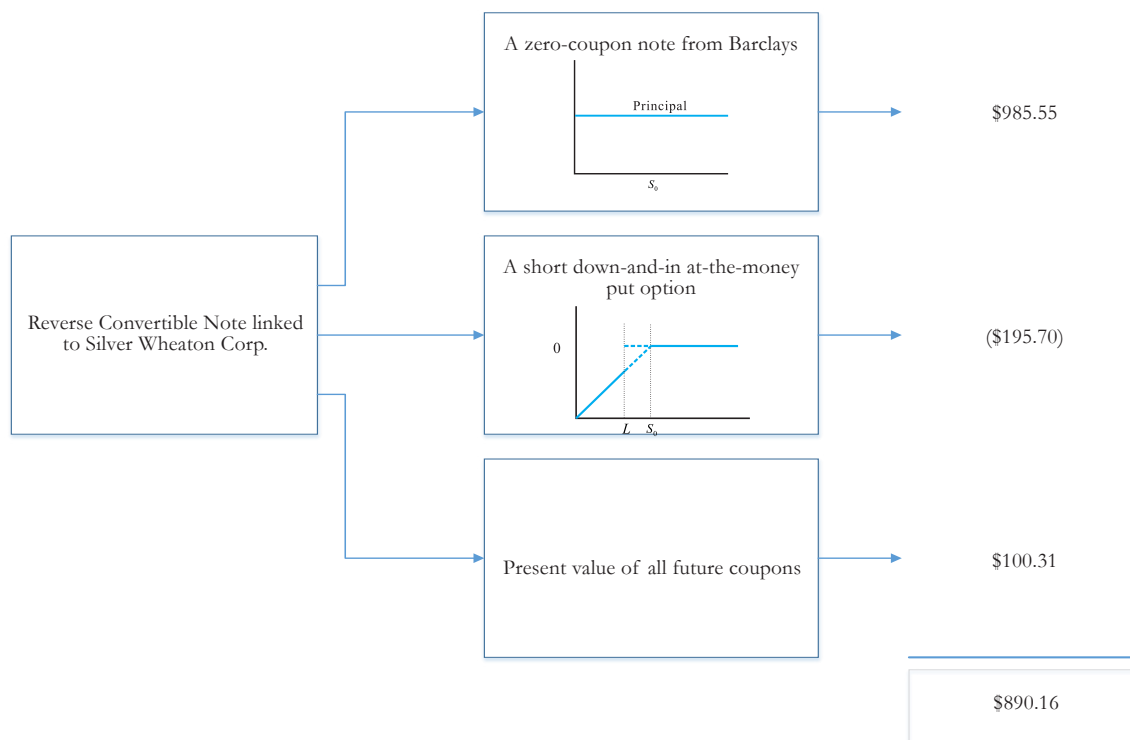 A zero-coupon note from Barclays
Principal
S₀
$985.55
Reverse Convertible Note linked
to Silver Wheaton Corp.
A short down-and-in at-the-money
put option
0
L S₀
($195.70)
Present value of all future coupons
$100.31
$890.16